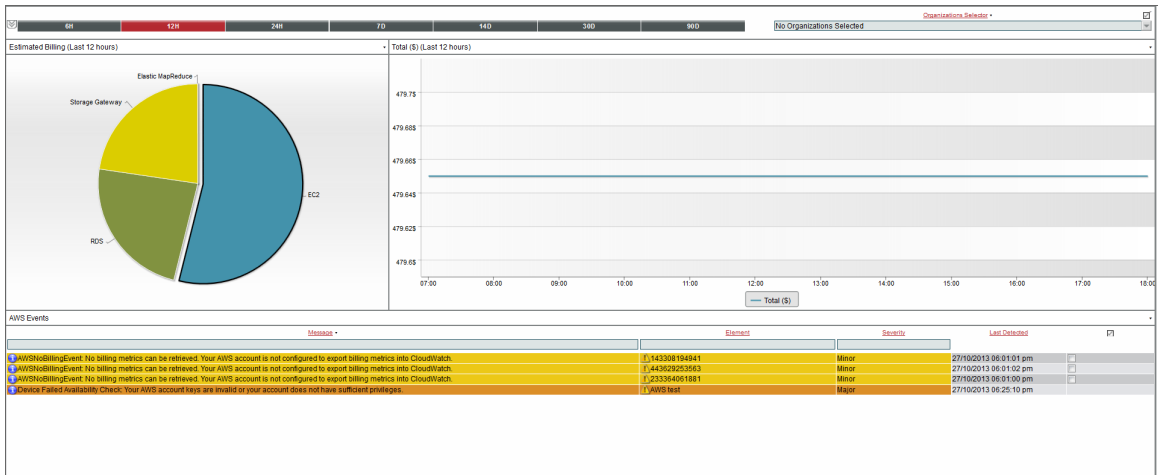 Organizations Selector
6H 12H 24H 7D 14D 30D 90D No Organizations Selected
Estimated Billing (Last 12 hours)
Total ($) (Last 12 hours)
Elastic MapReduce
Storage Gateway
EC2
RDS
479.7$
479.68$
479.66$
479.64$
479.62$
479.6$
07:00 08:00 09:00 10:00 11:00 12:00 13:00 14:00 15:00 16:00 17:00 18:00
Total ($)
AWS Events
Message Element Severity Last Detected
AWSNoBillingEvent: No billing metrics can be retrieved. Your AWS account is not configured to export billing metrics into CloudWatch. 143308194941 Minor 27/10/2013 06:01:01 pm
AWSNoBillingEvent: No billing metrics can be retrieved. Your AWS account is not configured to export billing metrics into CloudWatch. 443629253563 Minor 27/10/2013 06:01:02 pm
AWSNoBillingEvent: No billing metrics can be retrieved. Your AWS account is not configured to export billing metrics into CloudWatch. 233364061881 Minor 27/10/2013 06:01:00 pm
Device Failed Availability Check: Your AWS account keys are invalid or your account does not have sufficient privileges. AWS test Major 27/10/2013 06:25:10 pm